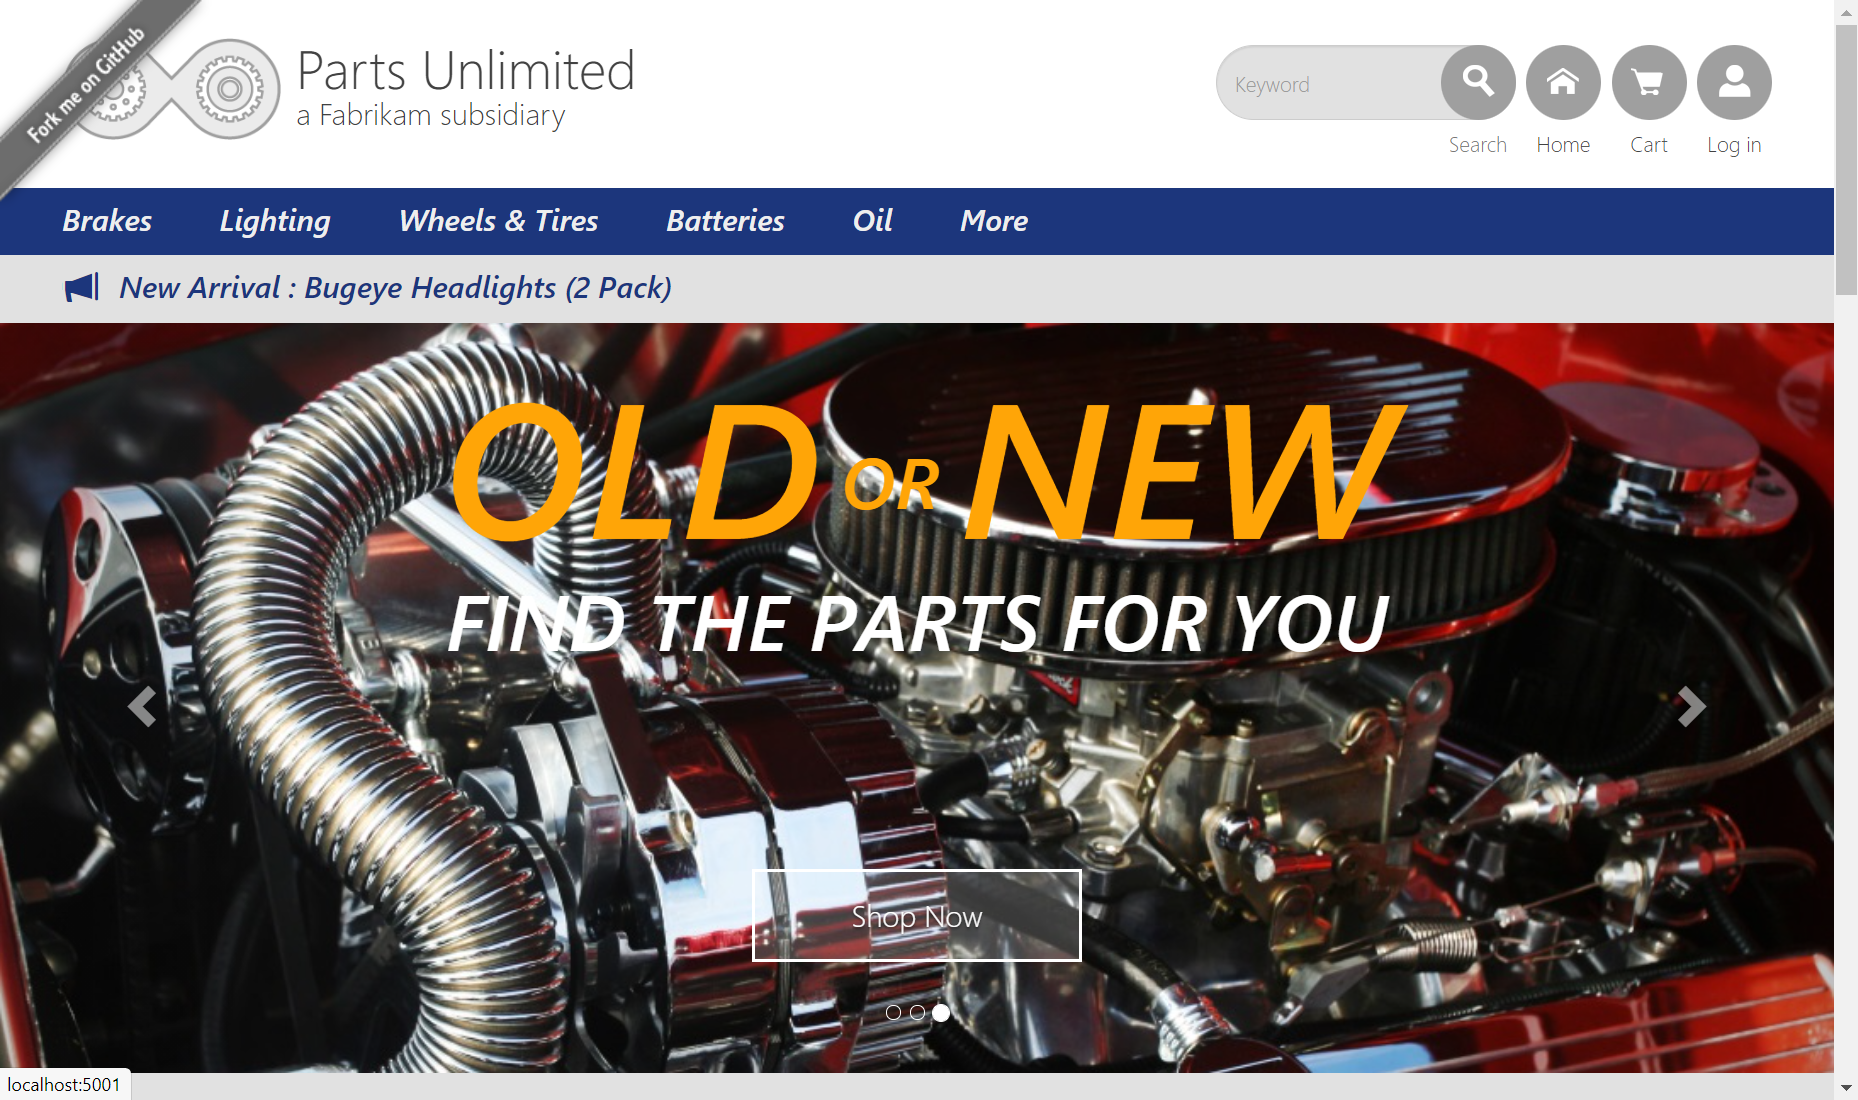 Fork me on GitHub
Parts Unlimited
a Fabrikam subsidiary
Keyword
Search Home Cart Log in
Brakes Lighting Wheels & Tires Batteries Oil More
New Arrival : Bugeye Headlights (2 Pack)
OLD OR NEW
FIND THE PARTS FOR YOU
Shop Now
localhost:5001